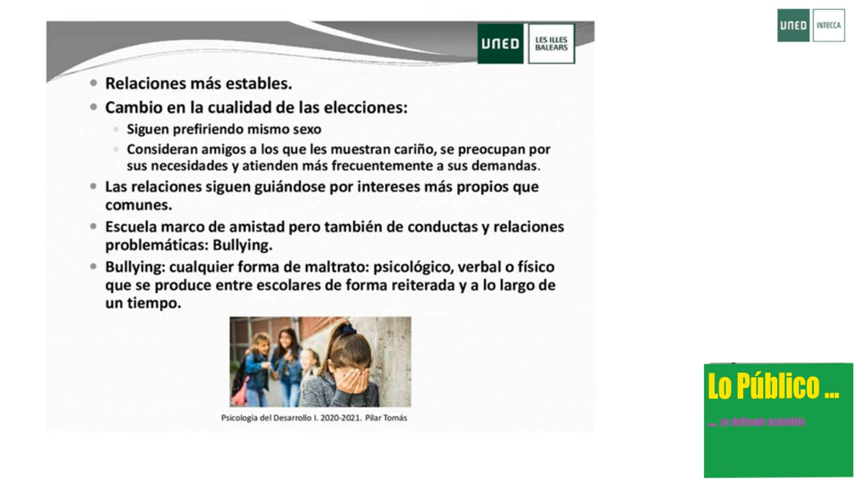 UNED
LES ILLES
BALEARS
UNED
INTECCA
Relaciones más estables.
Cambio en la cualidad de las elecciones:
Siguen prefiriendo mismo sexo
Consideran amigos a los que les muestran cariño, se preocupan por
sus necesidades y atienden más frecuentemente a sus demandas.
Las relaciones siguen guiándose por intereses más propios que
comunes.
Escuela marco de amistad pero también de conductas y relaciones
problemáticas: Bullying.
Bullying: cualquier forma de maltrato: psicológico, verbal o físico
que se produce entre escolares de forma reiterada y a lo largo de
un tiempo.
Psicología del Desarrollo I. 2020-2021. Pilar Tomás
Lo Público ...